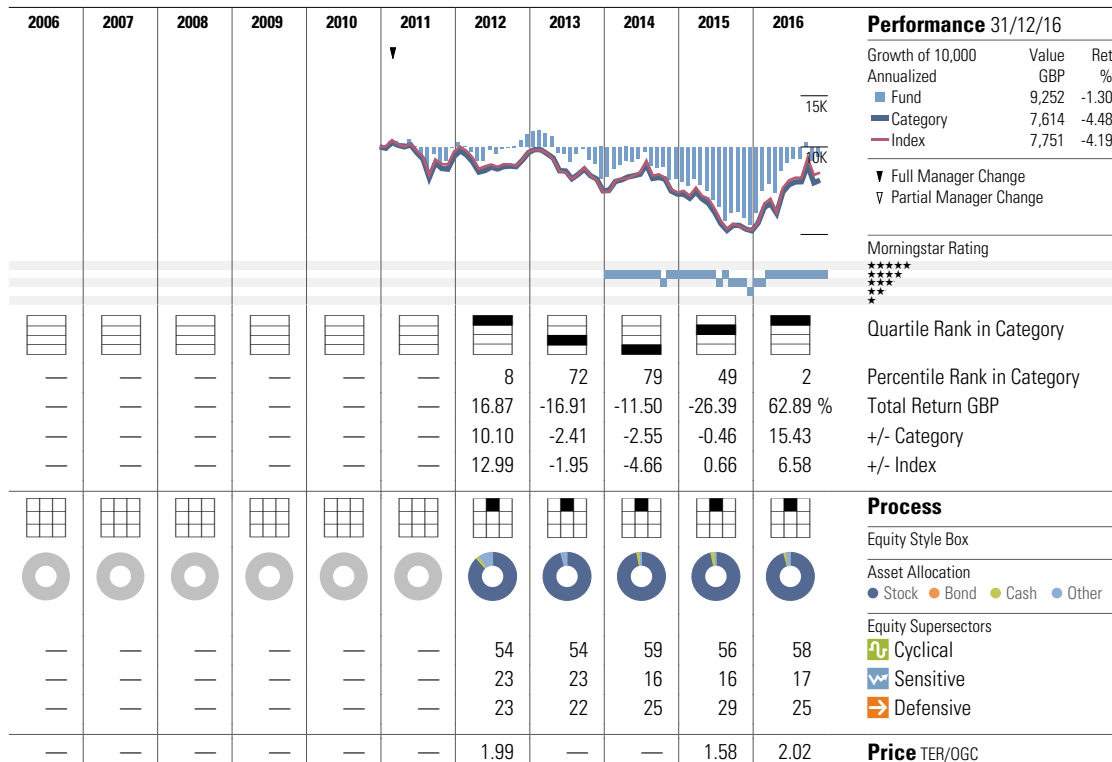 2006 2007 2008 2009 2010 2011 2012 2013 2014 2015 2016
Performance 31/12/16
Growth of 10,000 Value Ret
Annualized GBP %
Fund 9,252 -1.30
Category 7,614 -4.48
Index 7,751 -4.19
15K
10K
Full Manager Change
Partial Manager Change
Morningstar Rating
★★★★★
★★★★
★★★
★★
★
Quartile Rank in Category
— — — — — — 8 72 79 49 2 Percentile Rank in Category
— — — — — — 16.87 -16.91 -11.50 -26.39 62.89 % Total Return GBP
— — — — — — 10.10 -2.41 -2.55 -0.46 15.43 +/- Category
— — — — — — 12.99 -1.95 -4.66 0.66 6.58 +/- Index
Process
Equity Style Box
Asset Allocation
Stock Bond Cash Other
Equity Supersectors
— — — — — — 54 54 59 56 58 Cyclical
— — — — — — 23 23 16 16 17 Sensitive
— — — — — — 23 22 25 29 25 Defensive
— — — — — — 1.99 — — 1.58 2.02 Price TER/OGC